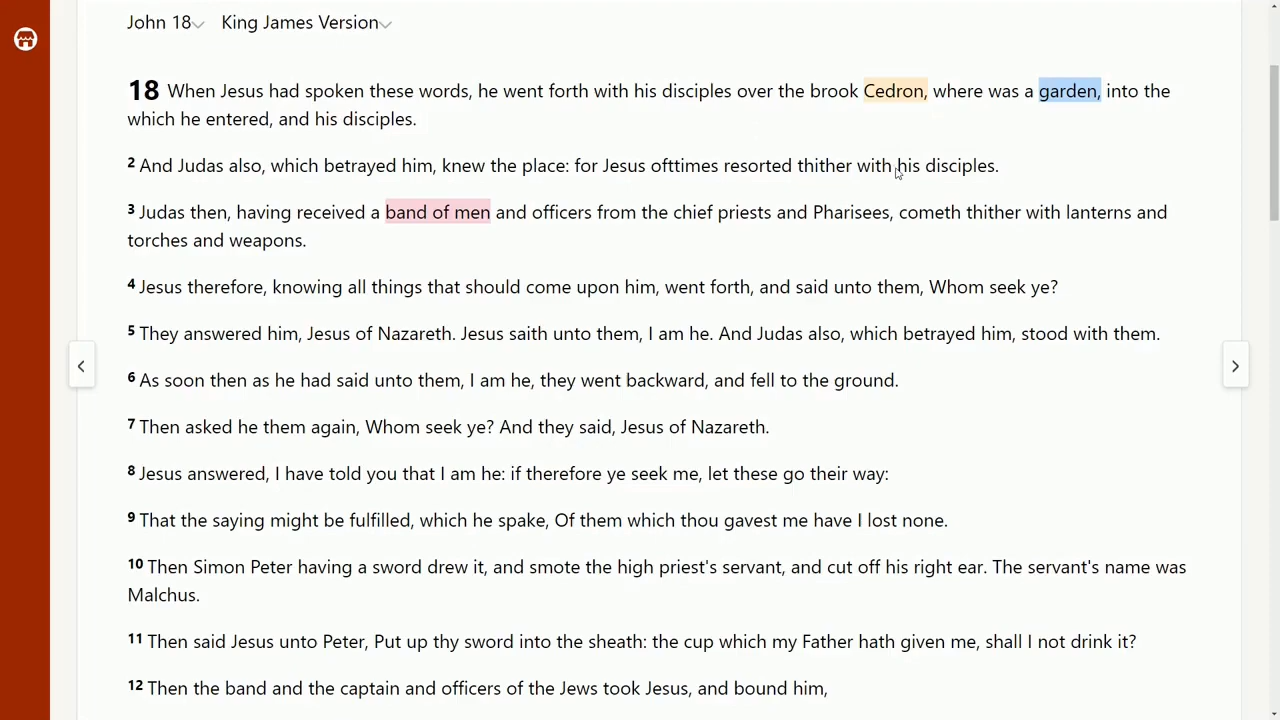 John 18 King James Version
18 When Jesus had spoken these words, he went forth with his disciples over the brook Cedron, where was a garden, into the
which he entered, and his disciples.
2 And Judas also, which betrayed him, knew the place: for Jesus ofttimes resorted thither with his disciples.
3 Judas then, having received a band of men and officers from the chief priests and Pharisees, cometh thither with lanterns and
torches and weapons.
4 Jesus therefore, knowing all things that should come upon him, went forth, and said unto them, Whom seek ye?
5 They answered him, Jesus of Nazareth. Jesus saith unto them, I am he. And Judas also, which betrayed him, stood with them.
6 As soon then as he had said unto them, I am he, they went backward, and fell to the ground.
7 Then asked he them again, Whom seek ye? And they said, Jesus of Nazareth.
8 Jesus answered, I have told you that I am he: if therefore ye seek me, let these go their way:
9 That the saying might be fulfilled, which he spake, Of them which thou gavest me have I lost none.
10 Then Simon Peter having a sword drew it, and smote the high priest's servant, and cut off his right ear. The servant's name was
Malchus.
11 Then said Jesus unto Peter, Put up thy sword into the sheath: the cup which my Father hath given me, shall I not drink it?
12 Then the band and the captain and officers of the Jews took Jesus, and bound him,